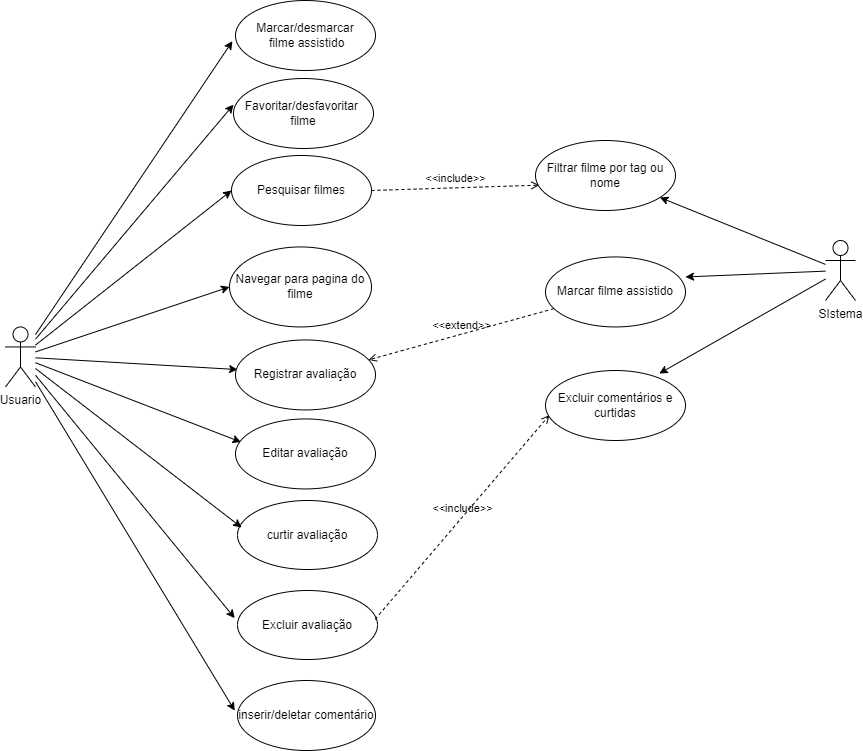 Marcar/desmarcar
filme assistido
Favoritar/desfavoritar
filme
Pesquisar filmes
<<include>>
Filtrar filme por tag ou
nome
Navegar para pagina do
filme
Marcar filme assistido
SIstema
<<extend>>
Registrar avaliação
Usuario
Excluir comentários e
curtidas
Editar avaliação
<<include>>
curtir avaliação
Excluir avaliação
inserir/deletar comentário